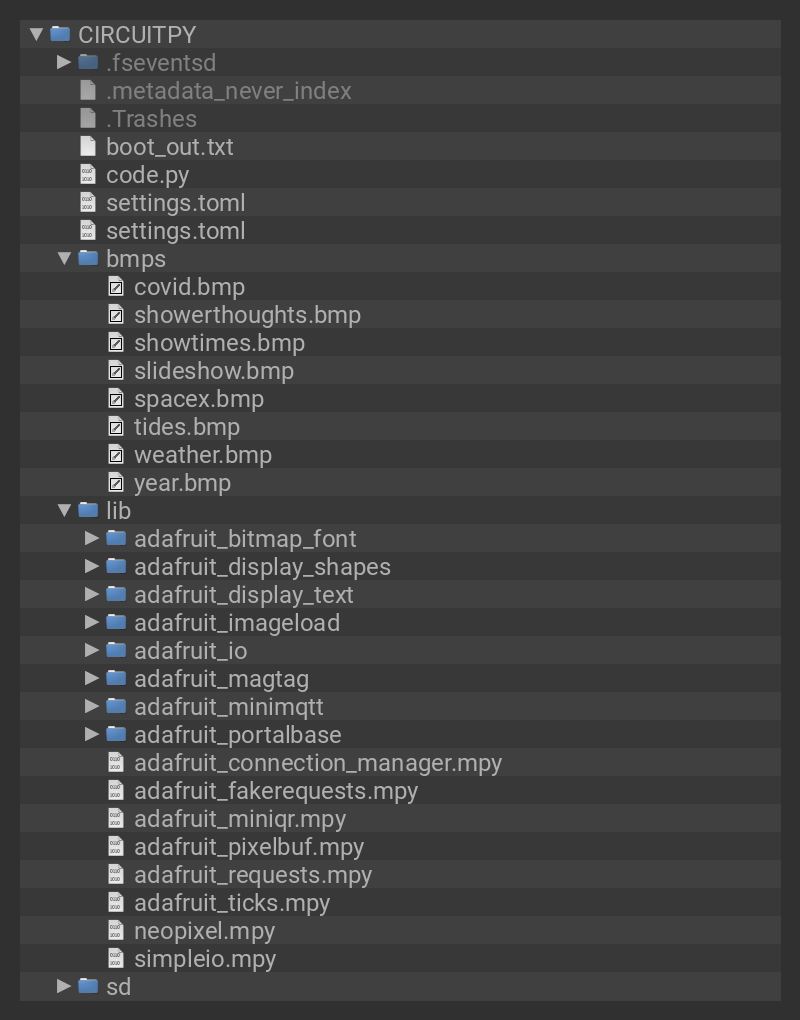 CIRCUITPY
.fseventsd
.metadata_never_index
.Trashes
boot_out.txt
code.py
settings.toml
settings.toml
bmps
covid.bmp
showerthoughts.bmp
showtimes.bmp
slideshow.bmp
spacex.bmp
tides.bmp
weather.bmp
year.bmp
lib
adafruit_bitmap_font
adafruit_display_shapes
adafruit_display_text
adafruit_imageload
adafruit_io
adafruit_magtag
adafruit_minimqtt
adafruit_portalbase
adafruit_connection_manager.mpy
adafruit_fakerequests.mpy
adafruit_miniqr.mpy
adafruit_pixelbuf.mpy
adafruit_requests.mpy
adafruit_ticks.mpy
neopixel.mpy
simpleio.mpy
sd